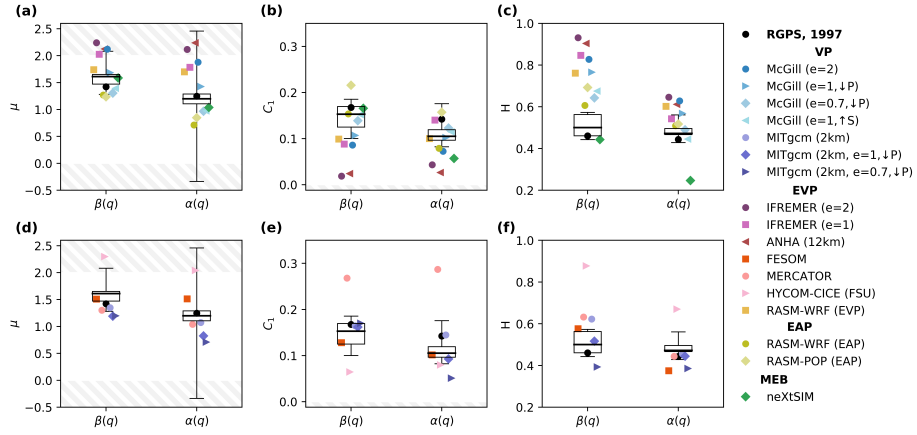 (a)
2.5
2.0
1.5
1.0
0.5
0.0
−0.5
μ
β(q)
α(q)
(b)
0.3
0.2
0.1
0.0
C₁
β(q)
α(q)
(c)
1.0
0.8
0.6
0.4
0.2
H
β(q)
α(q)
(d)
2.5
2.0
1.5
1.0
0.5
0.0
−0.5
μ
β(q)
α(q)
(e)
0.3
0.2
0.1
0.0
C₁
β(q)
α(q)
(f)
1.0
0.8
0.6
0.4
0.2
H
β(q)
α(q)
RGPS, 1997
VP
McGill (e=2)
McGill (e=1,↓P)
McGill (e=0.7,↓P)
McGill (e=1,↑S)
MITgcm (2km)
MITgcm (2km, e=1,↓P)
MITgcm (2km, e=0.7,↓P)
EVP
IFREMER (e=2)
IFREMER (e=1)
ANHA (12km)
FESOM
MERCATOR
HYCOM-CICE (FSU)
RASM-WRF (EVP)
EAP
RASM-WRF (EAP)
RASM-POP (EAP)
MEB
neXtSIM